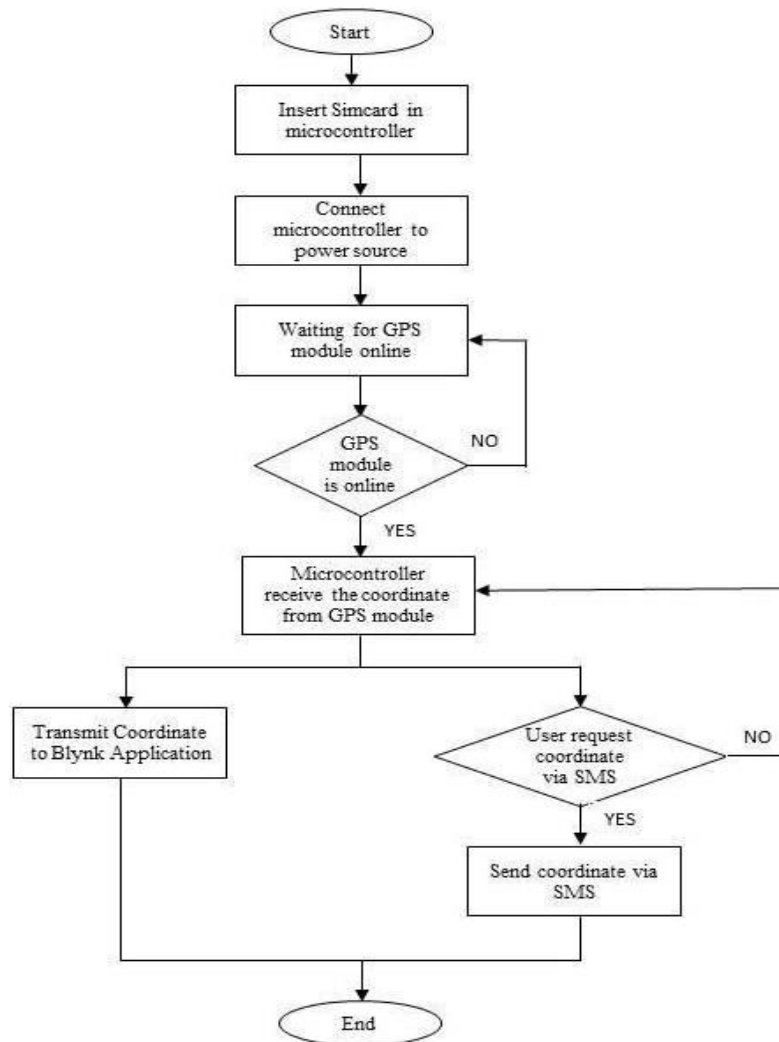 Start
Insert Simcard in
microcontroller
Connect
microcontroller to
power source
Waiting for GPS
module online
GPS
module
is online
NO
YES
Microcontroller
receive the coordinate
from GPS module
Transmit Coordinate
to Blynk Application
User request
coordinate
via SMS
NO
YES
Send coordinate via
SMS
End